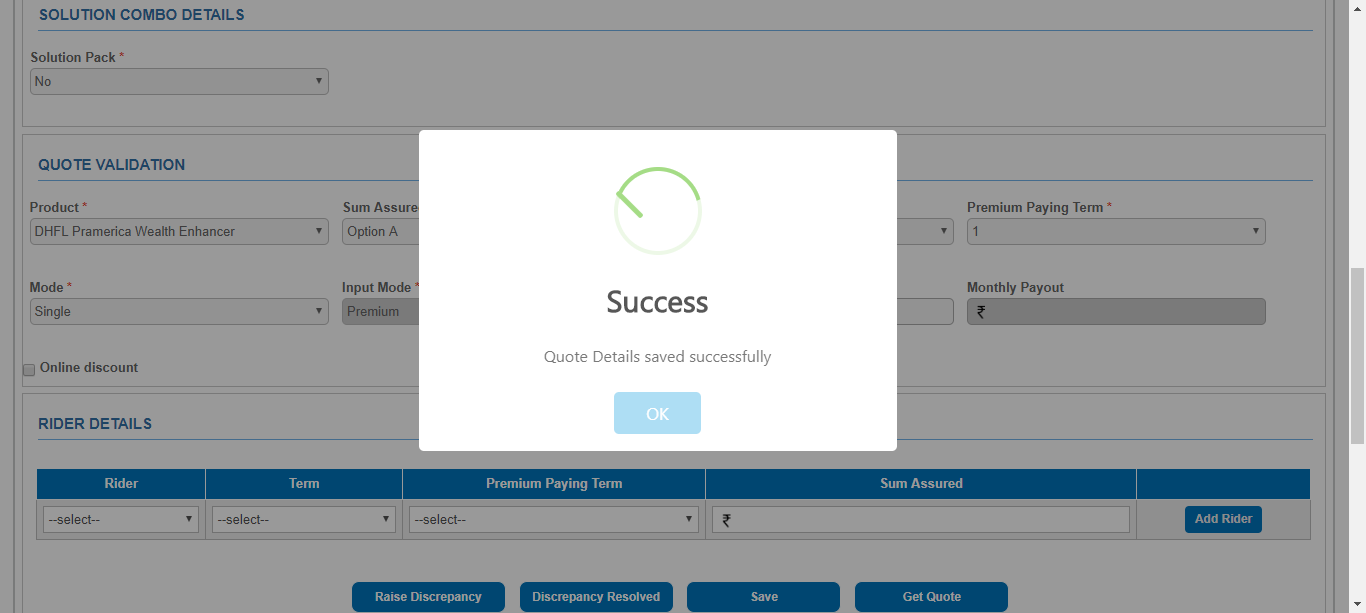 SOLUTION COMBO DETAILS
Solution Pack *
No
QUOTE VALIDATION
Product *
Sum Assure
Premium Paying Term *
DHFL Pramerica Wealth Enhancer
Option A
1
Mode *
Input Mode *
Monthly Payout
Single
Premium
₹
Online discount
Success
Quote Details saved successfully
OK
RIDER DETAILS
Rider
Term
Premium Paying Term
Sum Assured
--select--
--select--
--select--
₹
Add Rider
Raise Discrepancy
Discrepancy Resolved
Save
Get Quote